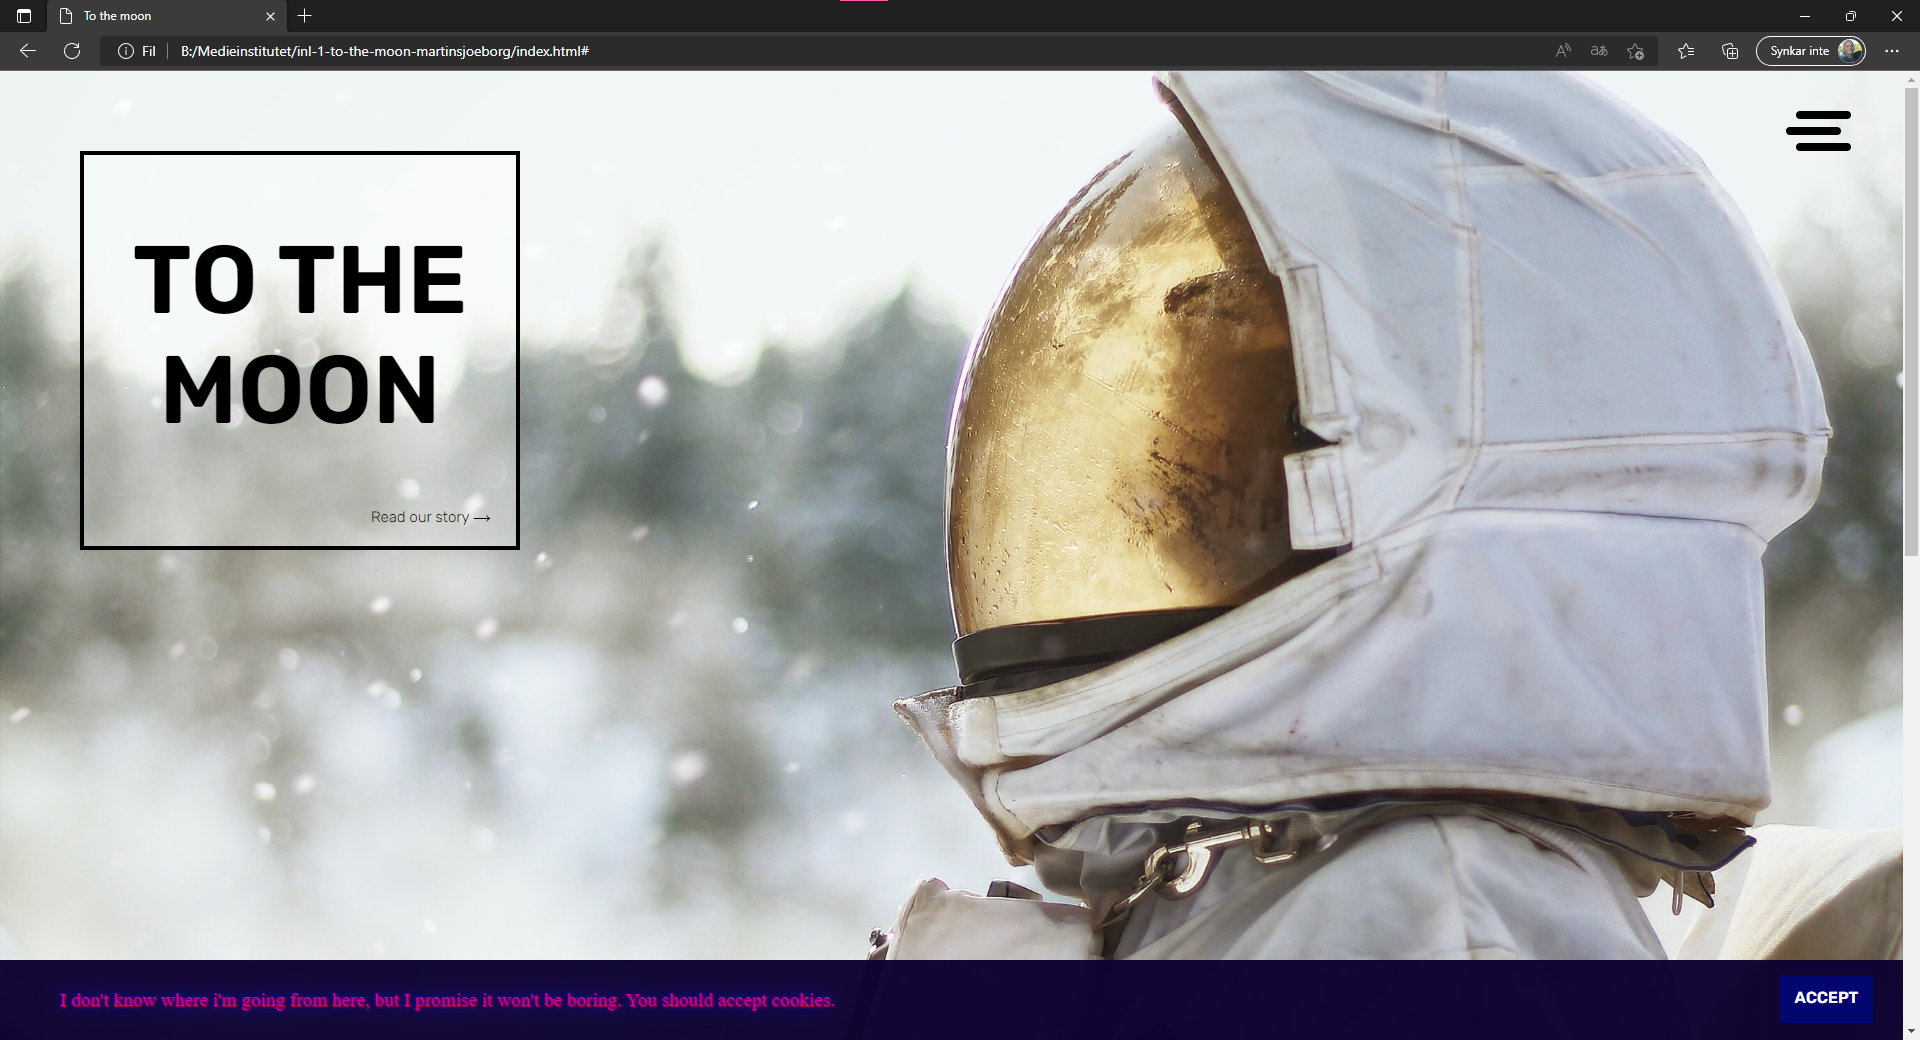 To the moon
Fil
B:/Medieinstitutet/inl-1-to-the-moon-martinsjoeborg/index.html#
aあ
Synkar inte
TO THE
MOON
Read our story →
I don't know where i'm going from here, but I promise it won't be boring. You should accept cookies.
ACCEPT